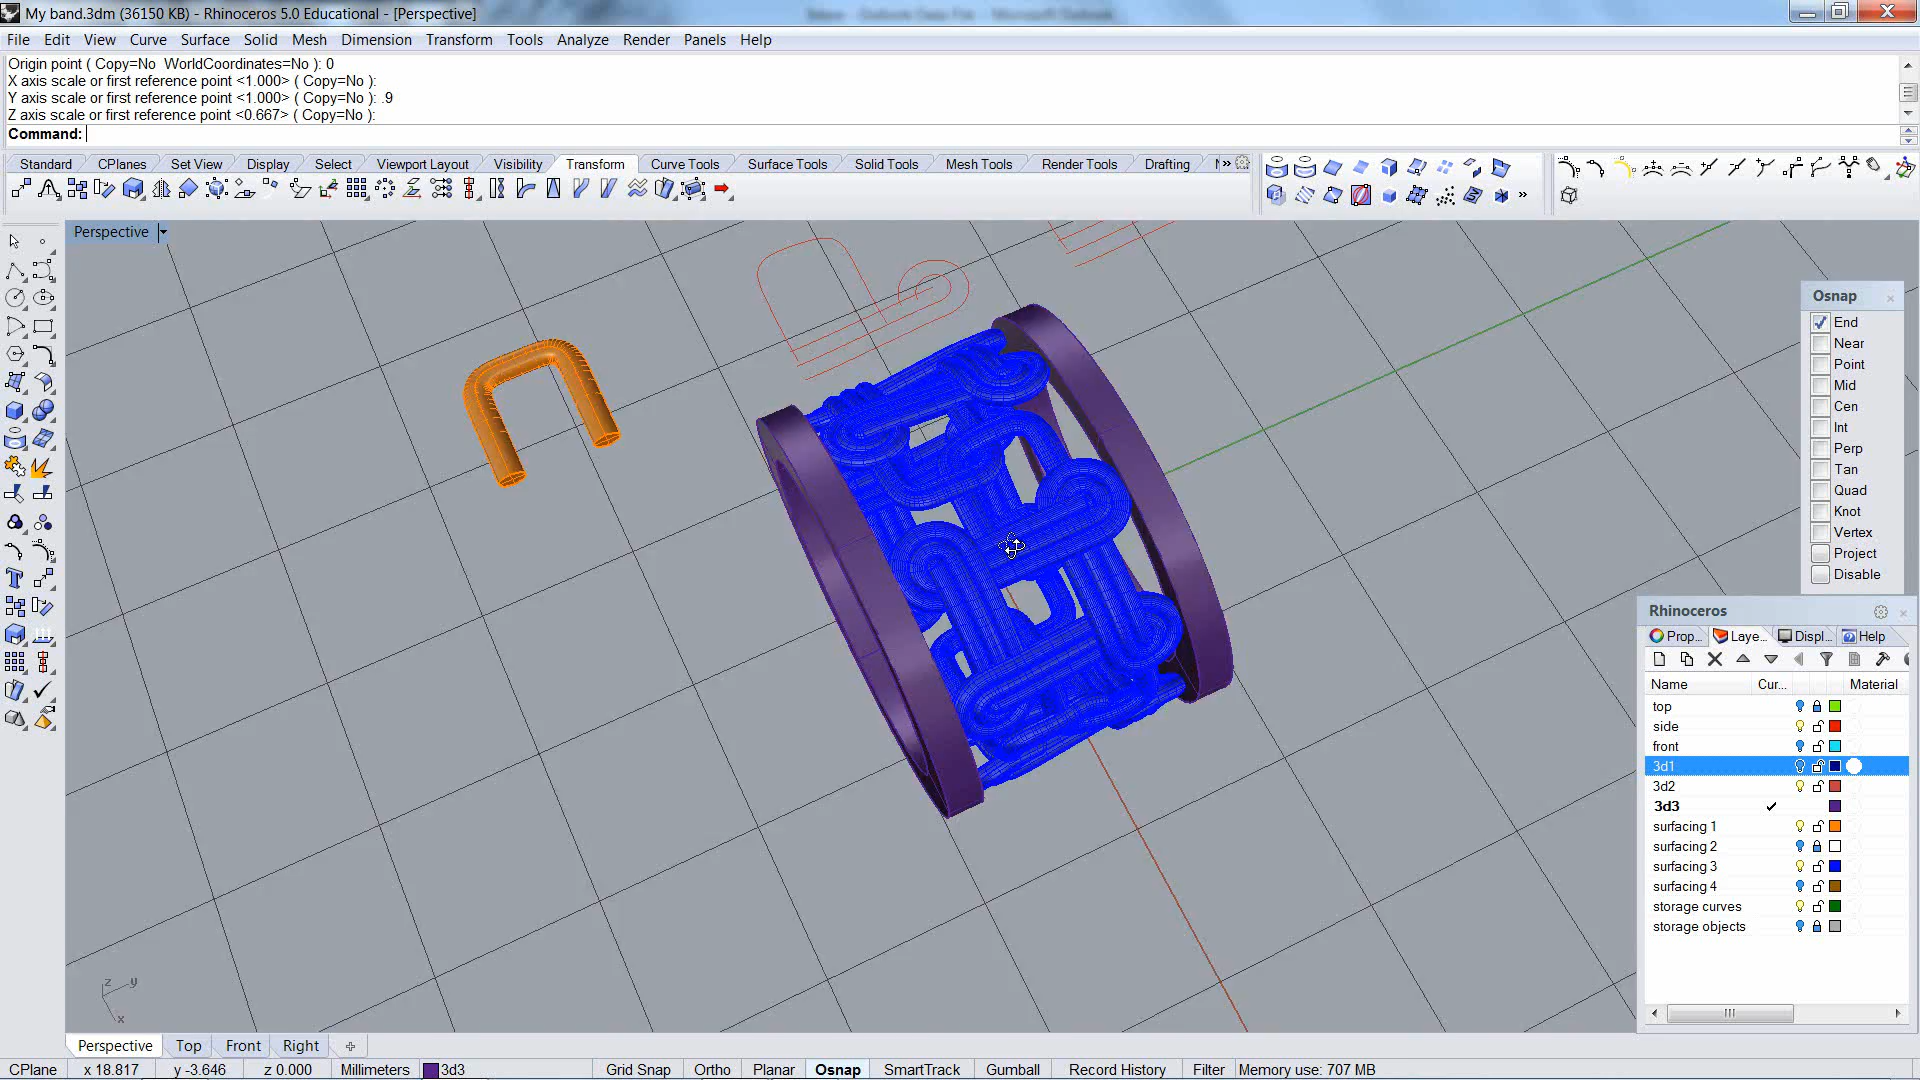 My band.3dm (36150 KB) - Rhinoceros 5.0 Educational - [Perspective]
File Edit View Curve Surface Solid Mesh Dimension Transform Tools Analyze Render Panels Help
Origin point ( Copy=No WorldCoordinates=No ): 0
X axis scale or first reference point <1.000> ( Copy=No ):
Y axis scale or first reference point <1.000> ( Copy=No ): .9
Z axis scale or first reference point <0.667> ( Copy=No ):
Command:
Standard CPlanes Set View Display Select Viewport Layout Visibility Transform Curve Tools Surface Tools Solid Tools Mesh Tools Render Tools Drafting
Perspective
Osnap
End
Near
Point
Mid
Cen
Int
Perp
Tan
Quad
Knot
Vertex
Project
Disable
Rhinoceros
Prop... Laye... Displ... Help
Name Cur... Material
top
side
front
3d1
3d2
3d3
surfacing 1
surfacing 2
surfacing 3
surfacing 4
storage curves
storage objects
z y
x
Perspective Top Front Right
CPlane x 18.817 y -3.646 z 0.000 Millimeters 3d3 Grid Snap Ortho Planar Osnap SmartTrack Gumball Record History Filter Memory use: 707 MB